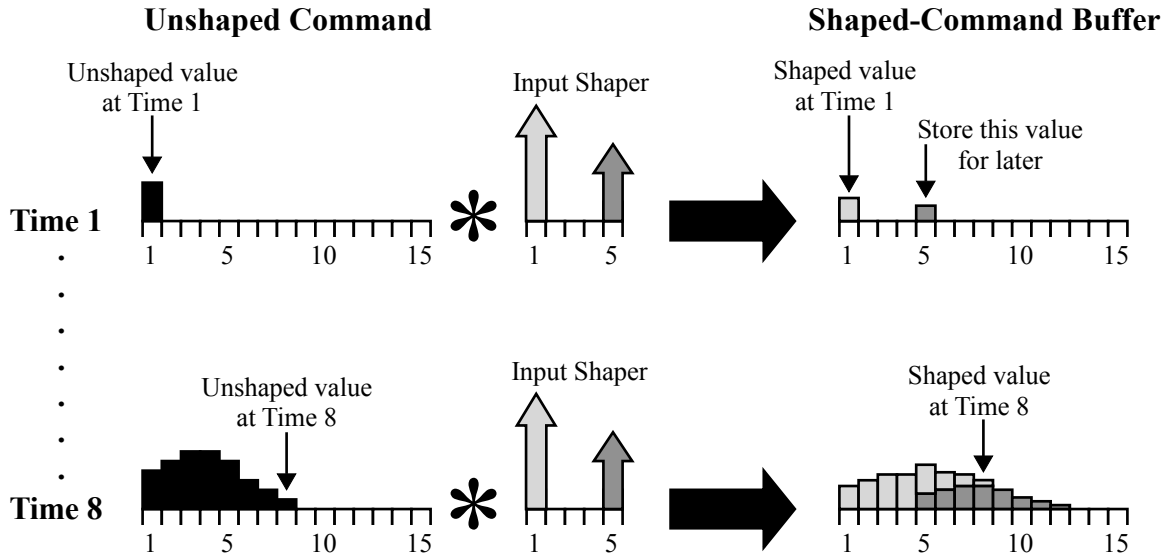 Unshaped Command
Shaped-Command Buffer
Unshaped value
at Time 1
Input Shaper
Shaped value
at Time 1
Store this value
for later
Time 1
*
1 5 10 15
1 5
1 5 10 15
Unshaped value
at Time 8
Input Shaper
Shaped value
at Time 8
Time 8
*
1 5 10 15
1 5
1 5 10 15